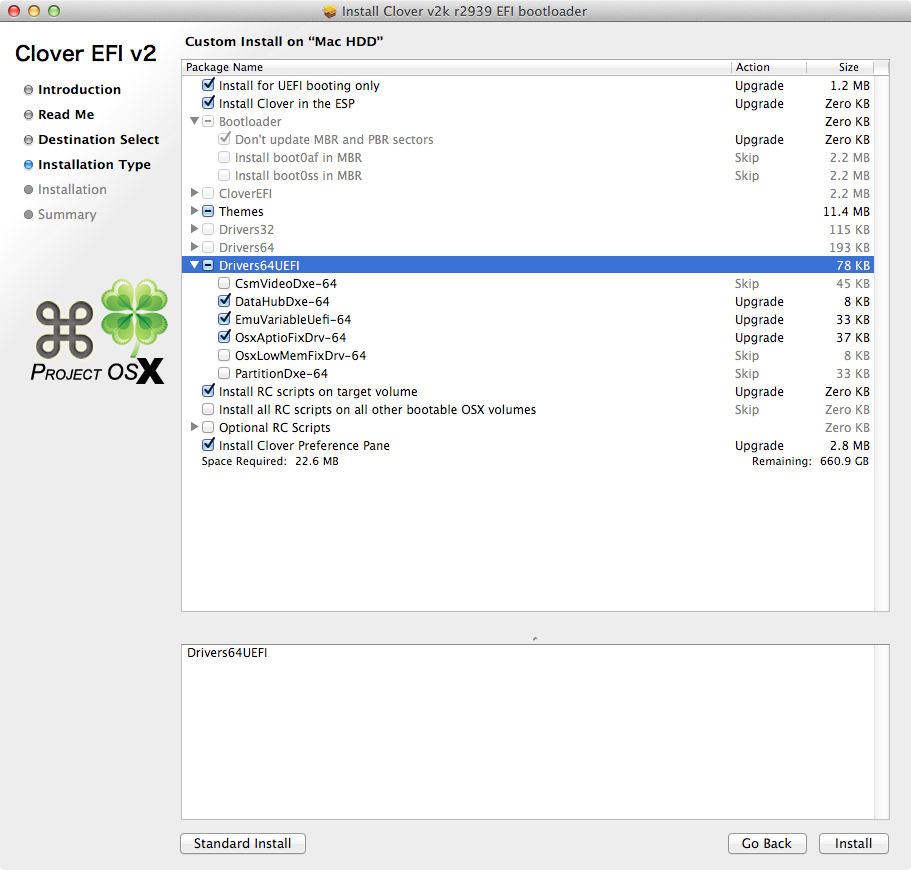 Install Clover v2k r2939 EFI bootloader
Clover EFI v2
Introduction
Read Me
Destination Select
Installation Type
Installation
Summary
PROJECT OSX
Custom Install on “Mac HDD”
Package Name Action Size
Install for UEFI booting only Upgrade 1.2 MB
Install Clover in the ESP Upgrade Zero KB
Bootloader Zero KB
Don't update MBR and PBR sectors Upgrade Zero KB
Install boot0af in MBR Skip 2.2 MB
Install boot0ss in MBR Skip 2.2 MB
CloverEFI 2.2 MB
Themes 11.4 MB
Drivers32 115 KB
Drivers64 193 KB
Drivers64UEFI 78 KB
CsmVideoDxe-64 Skip 45 KB
DataHubDxe-64 Upgrade 8 KB
EmuVariableUefi-64 Upgrade 33 KB
OsxAptioFixDrv-64 Upgrade 37 KB
OsxLowMemFixDrv-64 Skip 8 KB
PartitionDxe-64 Skip 33 KB
Install RC scripts on target volume Upgrade Zero KB
Install all RC scripts on all other bootable OSX volumes Skip Zero KB
Optional RC Scripts Zero KB
Install Clover Preference Pane Upgrade 2.8 MB
Space Required: 22.6 MB Remaining: 660.9 GB
Drivers64UEFI
Standard Install Go Back Install